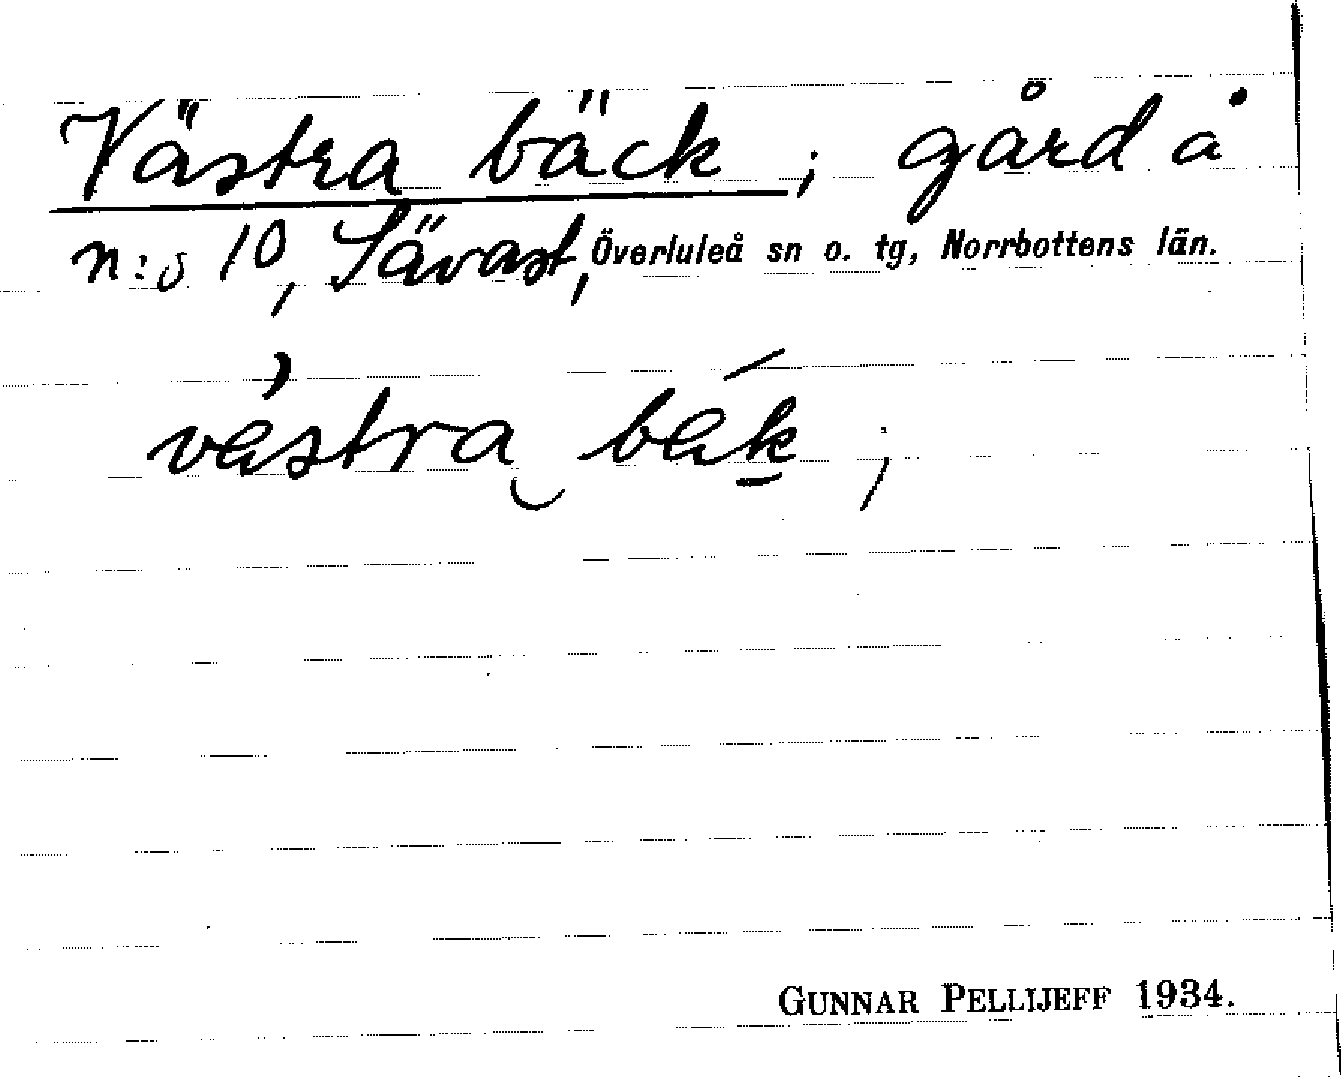 Västra bäck; gård å
n:o 10, Sävast, Överluleå sn o. tg, Norrbottens län.
västra bäk;
GUNNAR PELLIJEFF 1934.